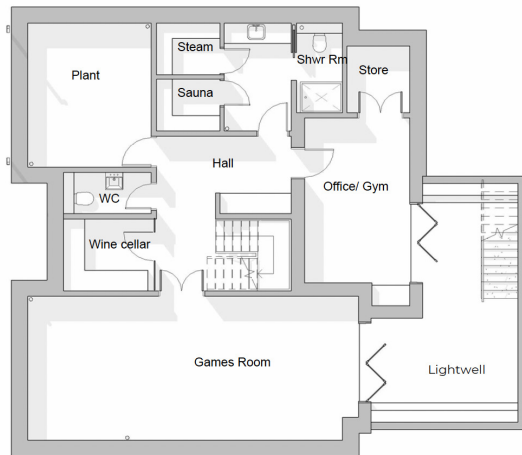 Steam
Shwr Rm
Plant
Store
Sauna
Hall
Office/ Gym
WC
Wine cellar
Games Room
Lightwell